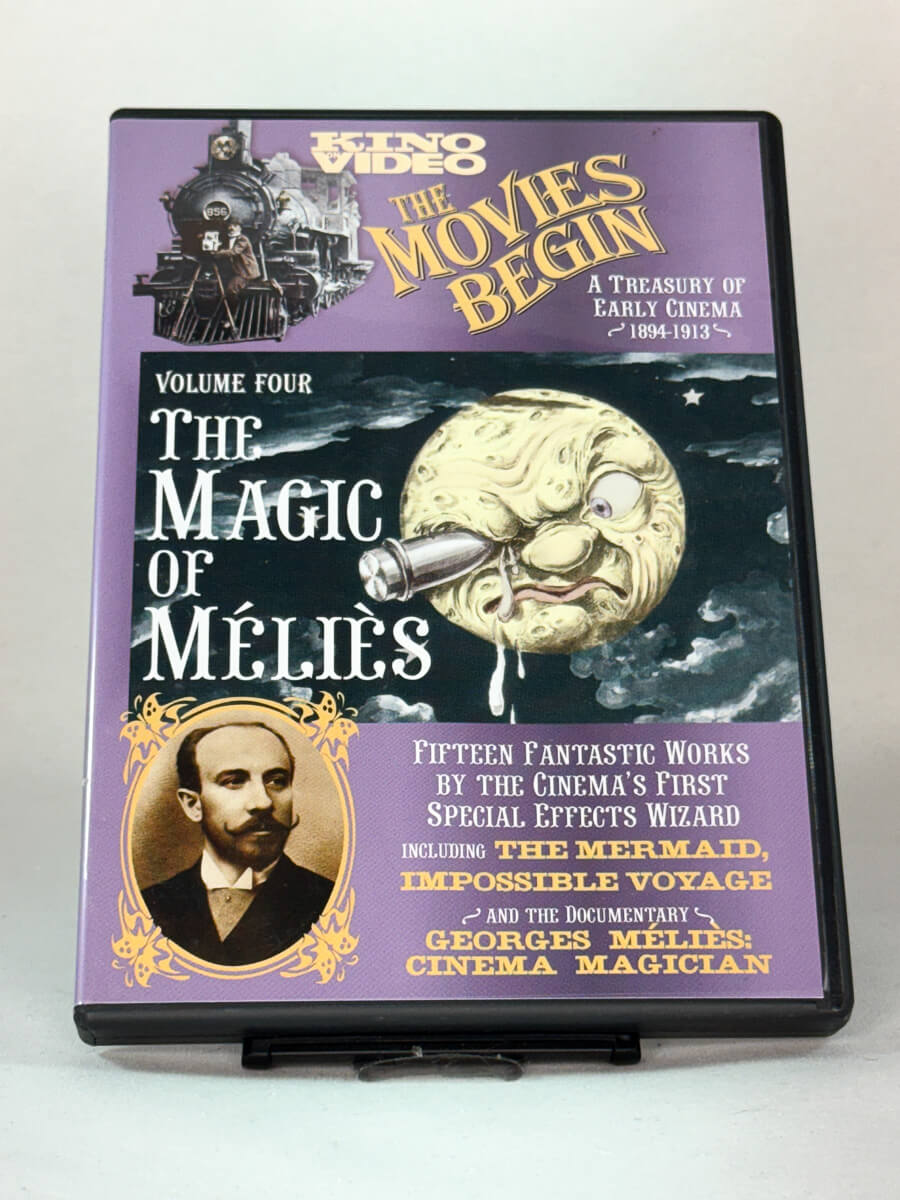 KINO
ON
VIDEO
THE
MOVIES
BEGIN
A TREASURY OF
EARLY CINEMA
1894-1913
856
VOLUME FOUR
THE
MAGIC
OF
MÉLIÈS
FIFTEEN FANTASTIC WORKS
BY THE CINEMA'S FIRST
SPECIAL EFFECTS WIZARD
INCLUDING THE MERMAID,
IMPOSSIBLE VOYAGE
AND THE DOCUMENTARY
GEORGES MÉLIÈS:
CINEMA MAGICIAN